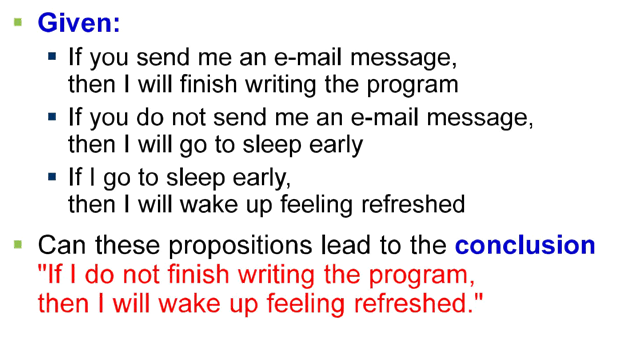 Given:
If you send me an e-mail message,
then I will finish writing the program
If you do not send me an e-mail message,
then I will go to sleep early
If I go to sleep early,
then I will wake up feeling refreshed
Can these propositions lead to the conclusion
"If I do not finish writing the program,
then I will wake up feeling refreshed."